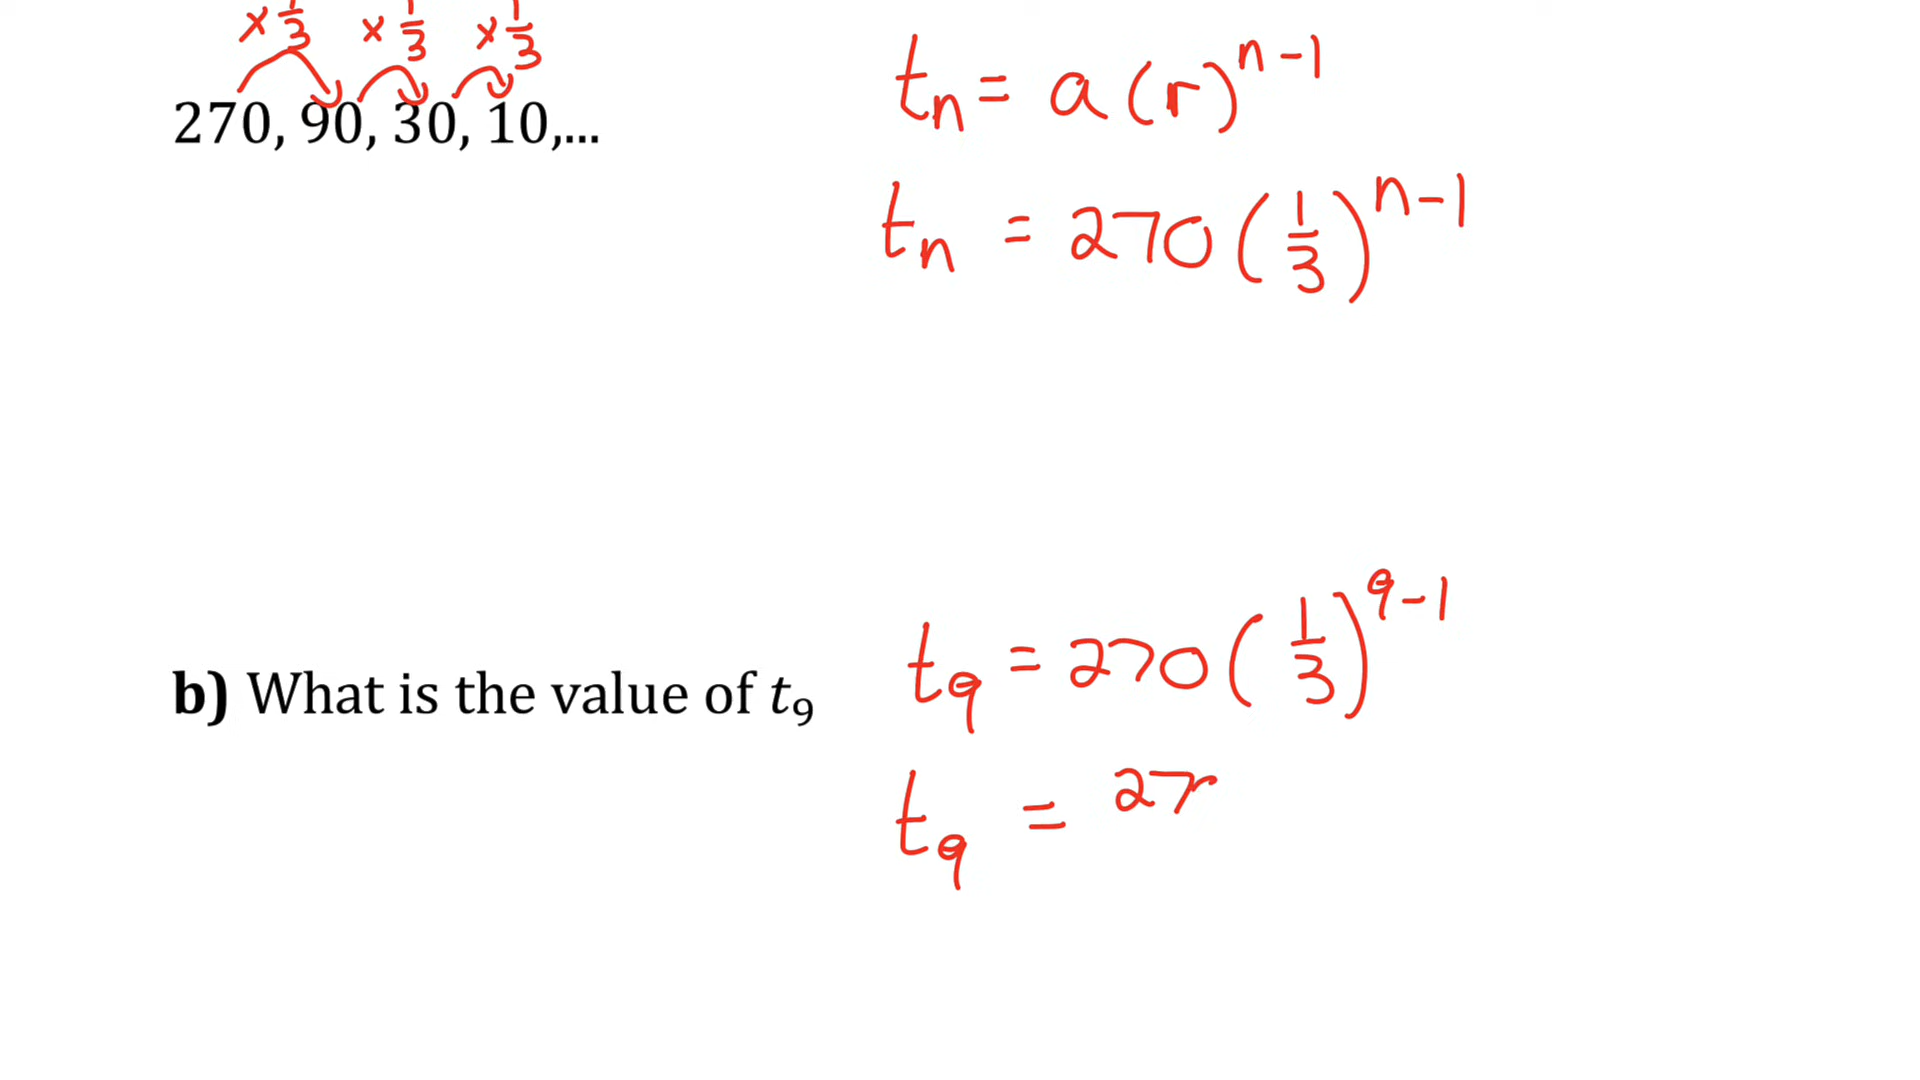 ×1/3 ×1/3 ×1/3
270, 90, 30, 10,...
tn = a(r)^n-1
tn = 270(1/3)^n-1
b) What is the value of t9
t9 = 270(1/3)^9-1
t9 = 27